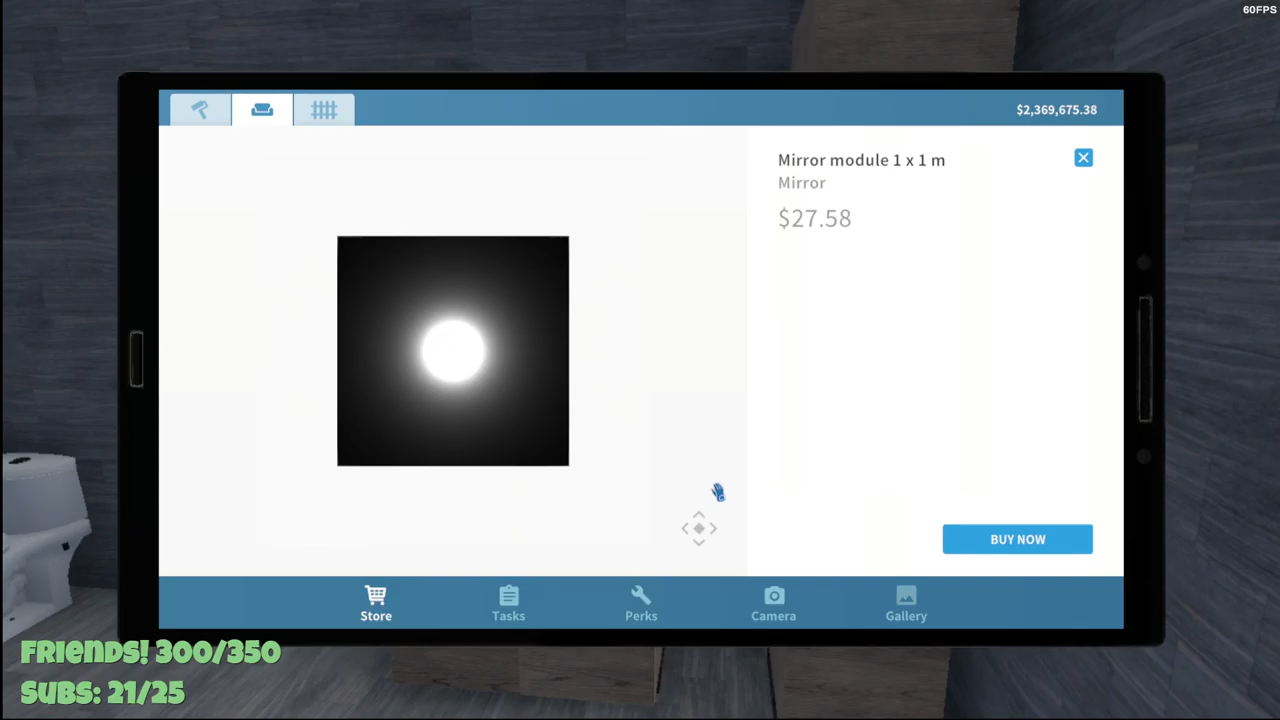 60FPS
$2,369,675.38
Mirror module 1 x 1 m
Mirror
$27.58
BUY NOW
Store
Tasks
Perks
Camera
Gallery
Friends! 300/350
Subs: 21/25